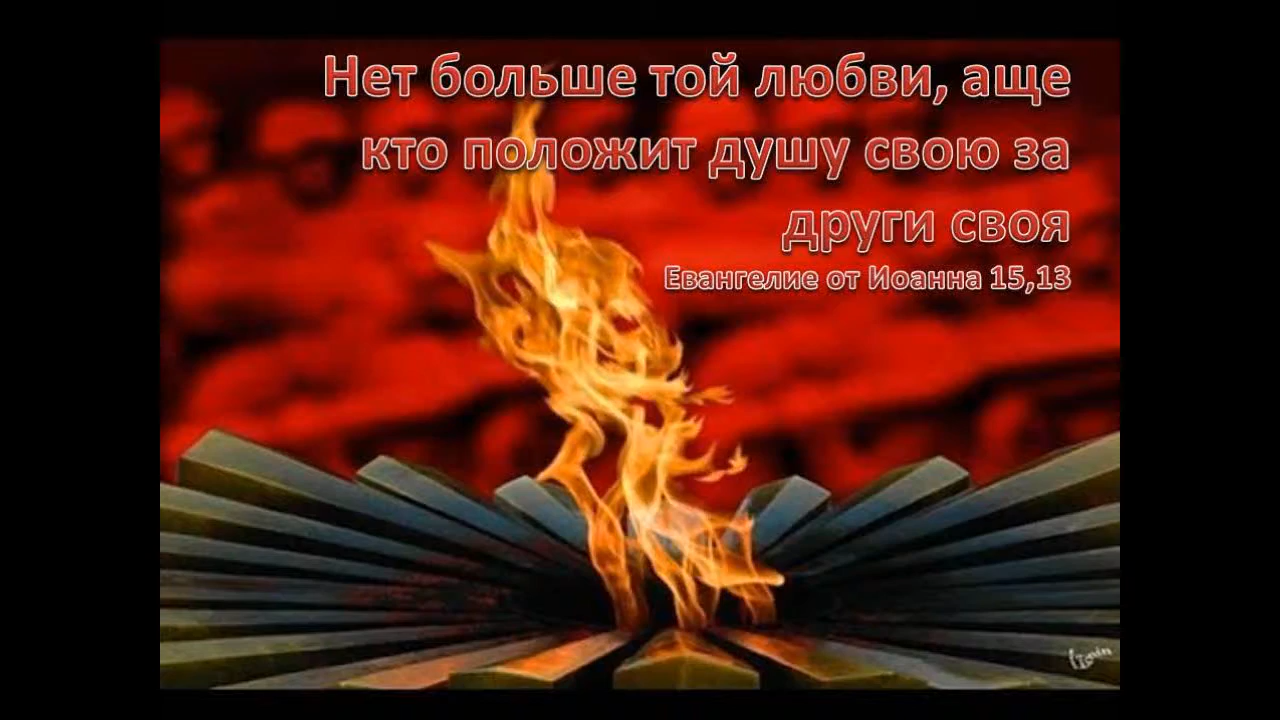 Нет больше той любви, аще
кто положит душу свою за
други своя
Евангелие от Иоанна 15,13